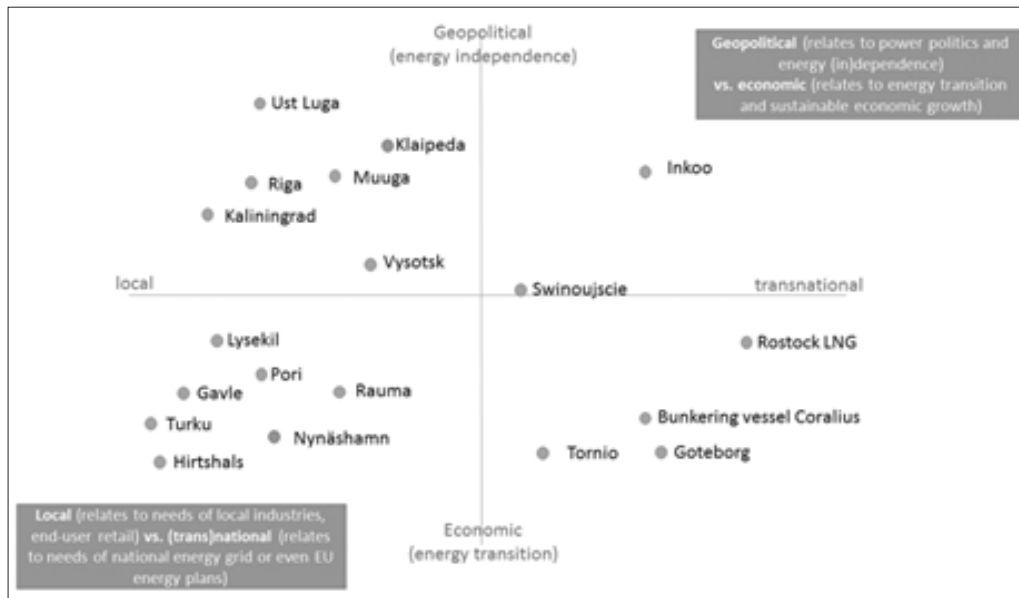 Geopolitical
(energy independence)
Geopolitical (relates to power politics and
energy (in)dependence)
vs. economic (relates to energy transition
and sustainable economic growth)
Ust Luga
Klaipeda
Inkoo
Muuga
Riga
Kaliningrad
Vysotsk
local
Swinoujscie
transnational
Lysekil
Rostock LNG
Pori
Gavle
Rauma
Turku
Bunkering vessel Coralius
Nynäshamn
Tornio
Goteborg
Hirtshals
Local (relates to needs of local industries,
end-user retail) vs. (trans)national (relates
to needs of national energy grid or even EU
energy plans)
Economic
(energy transition)